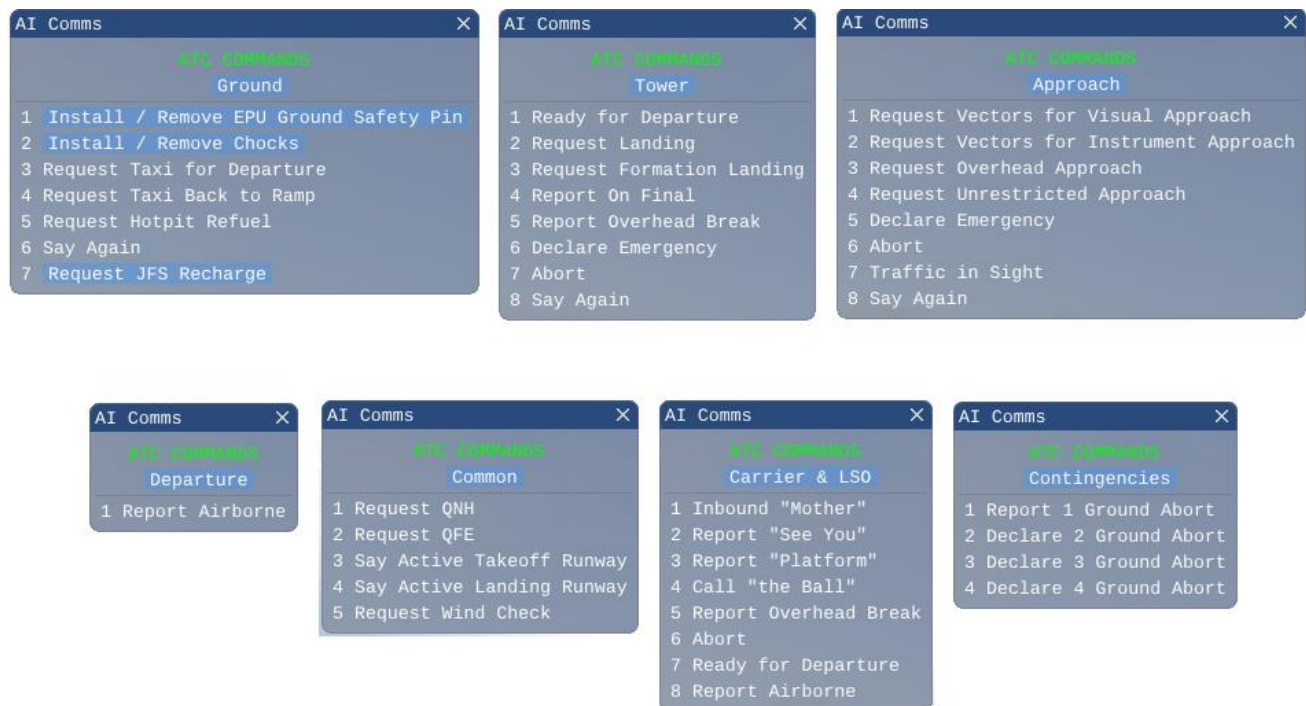 AI Comms
ATC COMMANDS
Ground
1 Install / Remove EPU Ground Safety Pin
2 Install / Remove Chocks
3 Request Taxi for Departure
4 Request Taxi Back to Ramp
5 Request Hotpit Refuel
6 Say Again
7 Request JFS Recharge
AI Comms
ATC COMMANDS
Tower
1 Ready for Departure
2 Request Landing
3 Request Formation Landing
4 Report On Final
5 Report Overhead Break
6 Declare Emergency
7 Abort
8 Say Again
AI Comms
ATC COMMANDS
Approach
1 Request Vectors for Visual Approach
2 Request Vectors for Instrument Approach
3 Request Overhead Approach
4 Request Unrestricted Approach
5 Declare Emergency
6 Abort
7 Traffic in Sight
8 Say Again
AI Comms
ATC COMMANDS
Departure
1 Report Airborne
AI Comms
ATC COMMANDS
Common
1 Request QNH
2 Request QFE
3 Say Active Takeoff Runway
4 Say Active Landing Runway
5 Request Wind Check
AI Comms
ATC COMMANDS
Carrier & LSO
1 Inbound "Mother"
2 Report "See You"
3 Report "Platform"
4 Call "the Ball"
5 Report Overhead Break
6 Abort
7 Ready for Departure
8 Report Airborne
AI Comms
ATC COMMANDS
Contingencies
1 Report 1 Ground Abort
2 Declare 2 Ground Abort
3 Declare 3 Ground Abort
4 Declare 4 Ground Abort